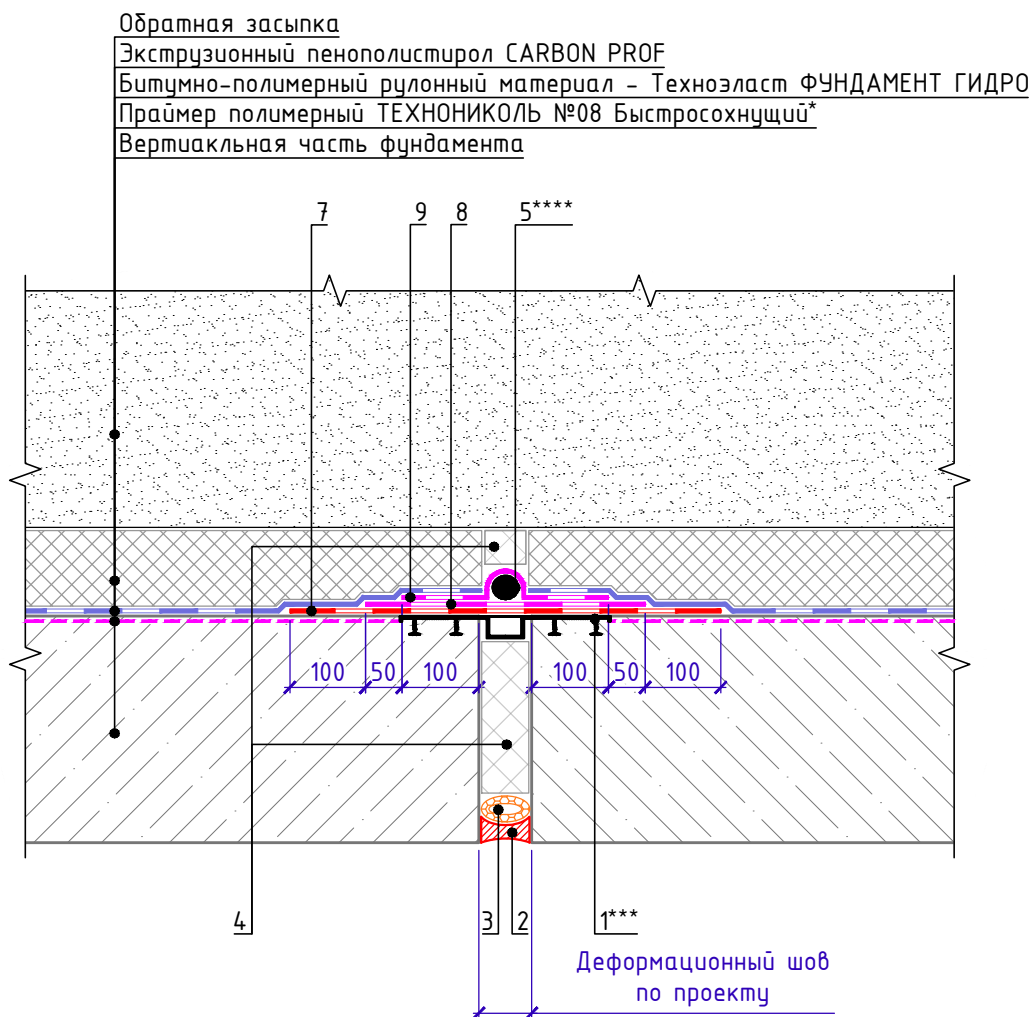 Обратная засыпка
Экструзионный пенополистирол CARBON PROF
Битумно-полимерный рулонный материал - Техноэласт ФУНДАМЕНТ ГИДРО
Праймер полимерный ТЕХНОНИКОЛЬ №08 Быстросохнущий*
Вертиакльная часть фундамента
7 9 8 5****
100 50 100 100 50 100
4 3 2 1***
Деформационный шов
по проекту